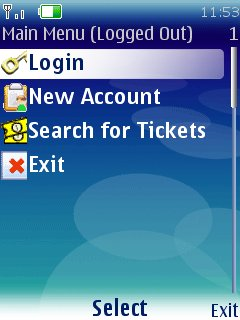 11:53
Main Menu (Logged Out) 1
Login
New Account
Search for Tickets
Exit
Select Exit